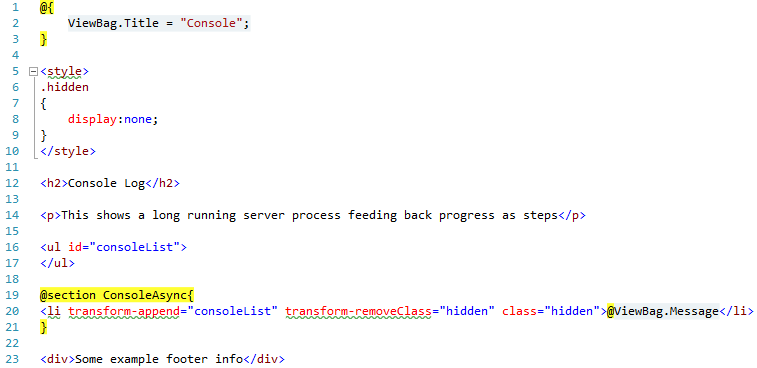 1 @{
2 ViewBag.Title = "Console";
3 }
4
5 <style>
6 .hidden
7 {
8 display:none;
9 }
10 </style>
11
12 <h2>Console Log</h2>
13
14 <p>This shows a long running server process feeding back progress as steps</p>
15
16 <ul id="consoleList">
17 </ul>
18
19 @section ConsoleAsync{
20 <li transform-append="consoleList" transform-removeClass="hidden" class="hidden">@ViewBag.Message</li>
21 }
22
23 <div>Some example footer info</div>